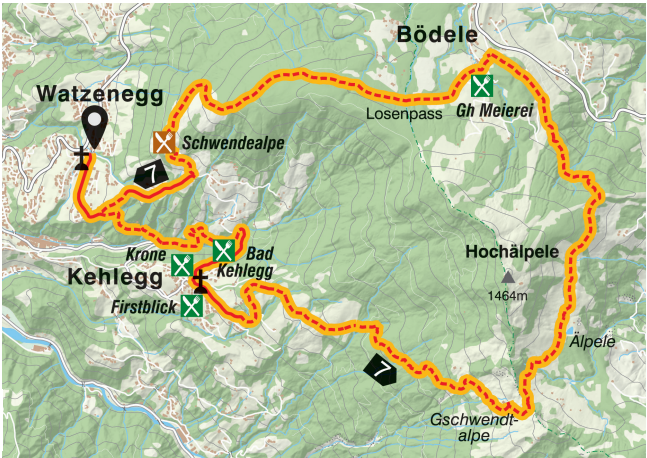 Bödele
Watzenegg
Losenpass
Gh Meierei
Schwendealpe
7
Krone
Bad
Kehlegg
Kehlegg
Hochälpele
1464m
Firstblick
Älpele
7
Gschwendt-
alpe